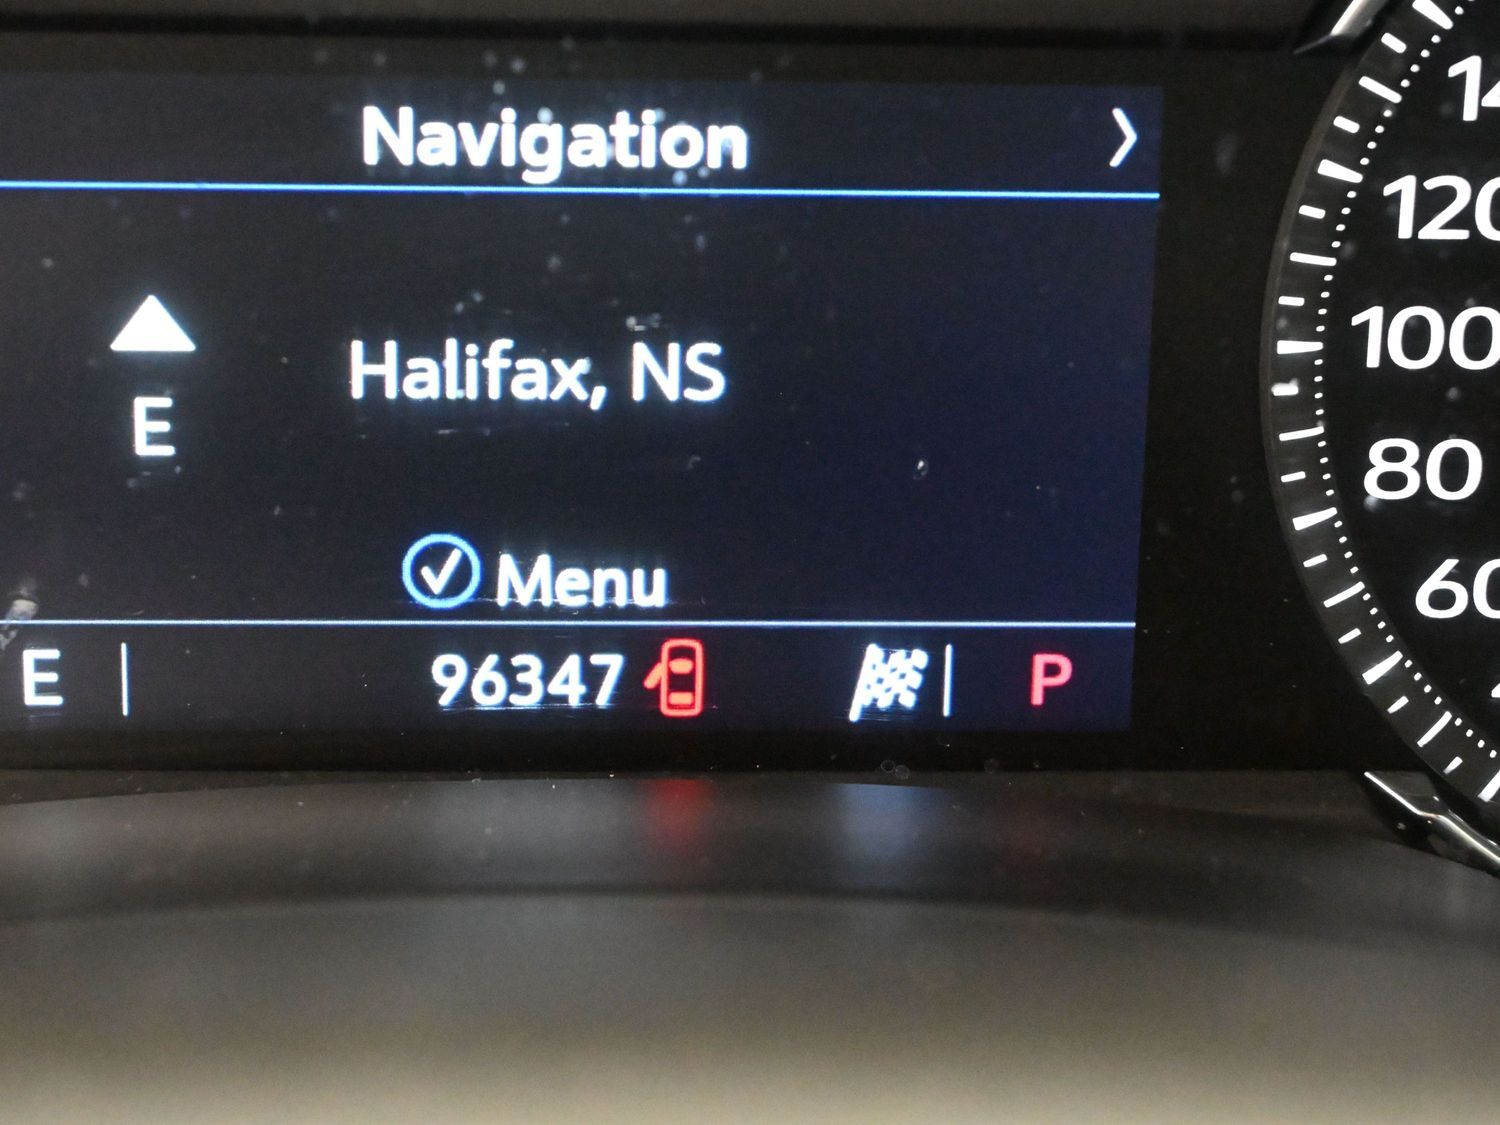 Navigation
E
Halifax, NS
Menu
E
96347
P
120
100
80
60